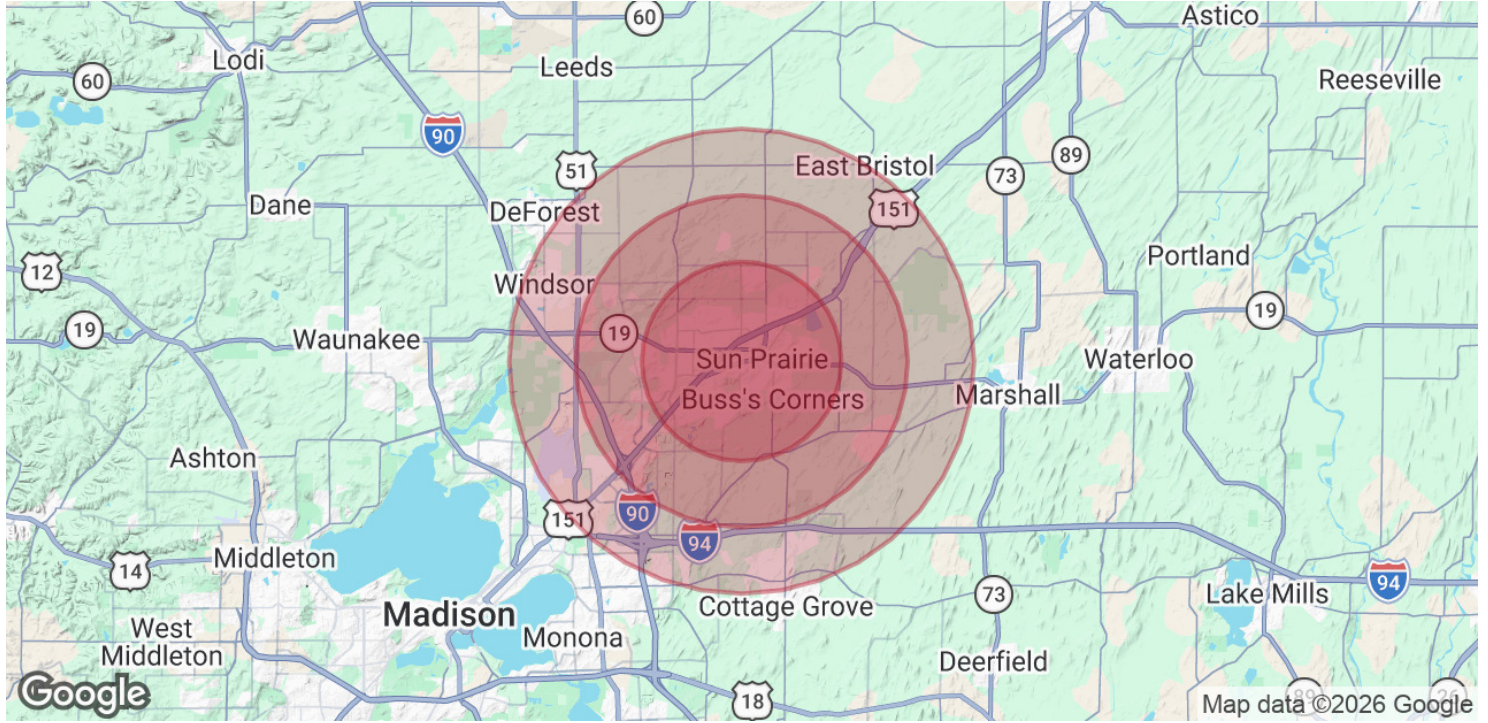 Astico
60
Lodi
Leeds
60
Reeseville
90
89
51
East Bristol
73
Dane
DeForest
151
Portland
12
Windsor
19
19
19
Waunakee
Sun Prairie
Waterloo
Marshall
Buss's Corners
Ashton
90
151
94
Middleton
14
94
73
Lake Mills
Madison
Cottage Grove
West
Middleton
Monona
Deerfield
Google
18
89
26
Map data ©2026 Google